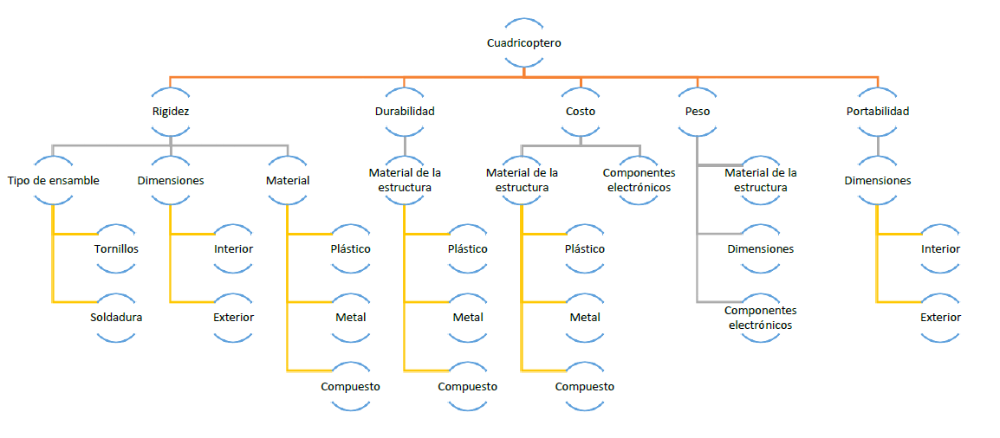 Cuadricoptero
Rigidez
Durabilidad
Costo
Peso
Portabilidad
Tipo de ensamble
Dimensiones
Material
Material de la
estructura
Material de la
estructura
Componentes
electrónicos
Material de la
estructura
Dimensiones
Tornillos
Interior
Plástico
Plástico
Plástico
Dimensiones
Interior
Soldadura
Exterior
Metal
Metal
Metal
Componentes
electrónicos
Exterior
Compuesto
Compuesto
Compuesto